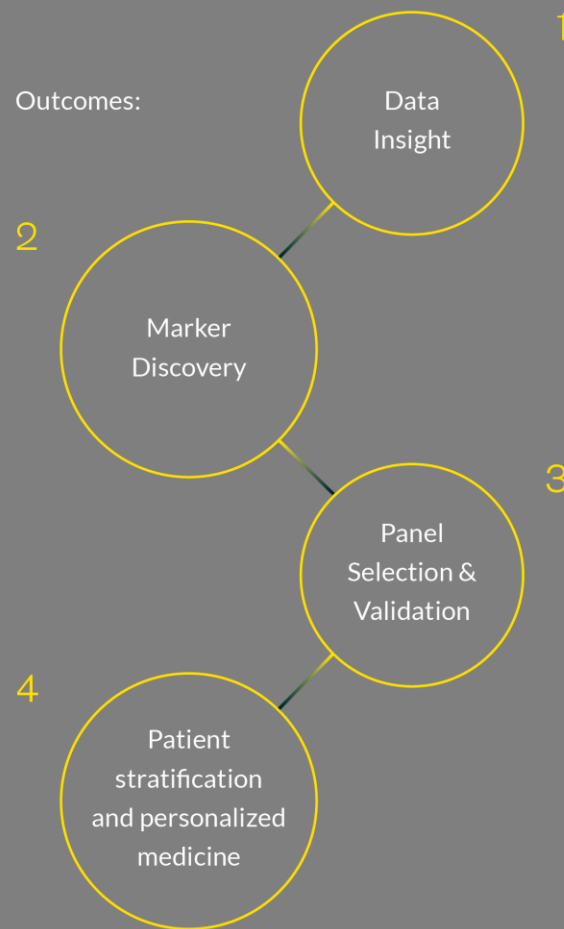 Outcomes:
1
Data
Insight
2
Marker
Discovery
3
Panel
Selection &
Validation
4
Patient
stratification
and personalized
medicine